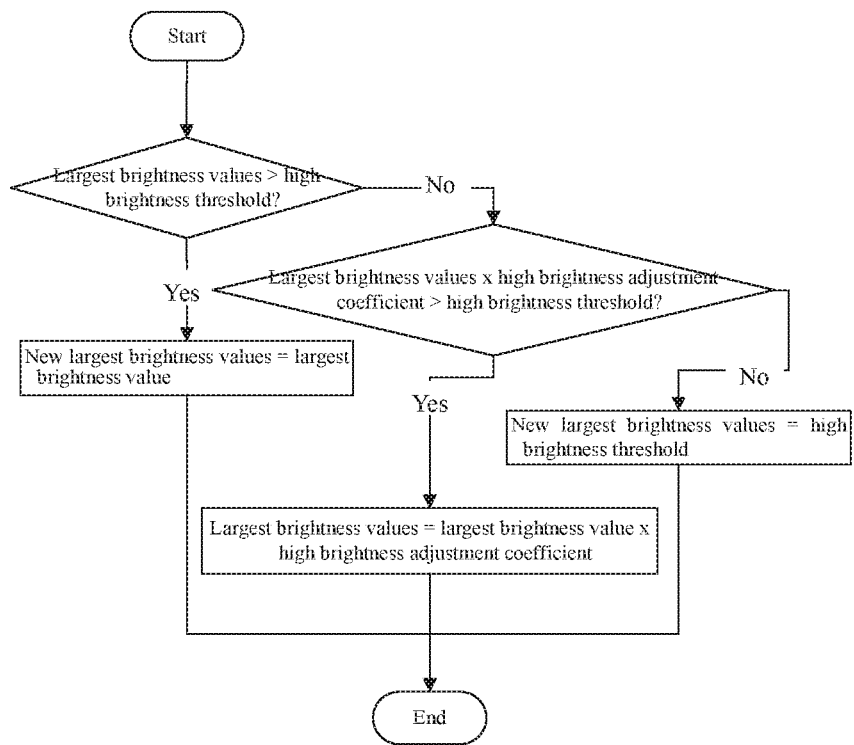 Start
Largest brightness values > high
brightness threshold?
No
Largest brightness values x high brightness adjustment
coefficient > high brightness threshold?
Yes
New largest brightness values = largest
brightness value
No
Yes
New largest brightness values = high
brightness threshold
Largest brightness values = largest brightness value x
high brightness adjustment coefficient
End